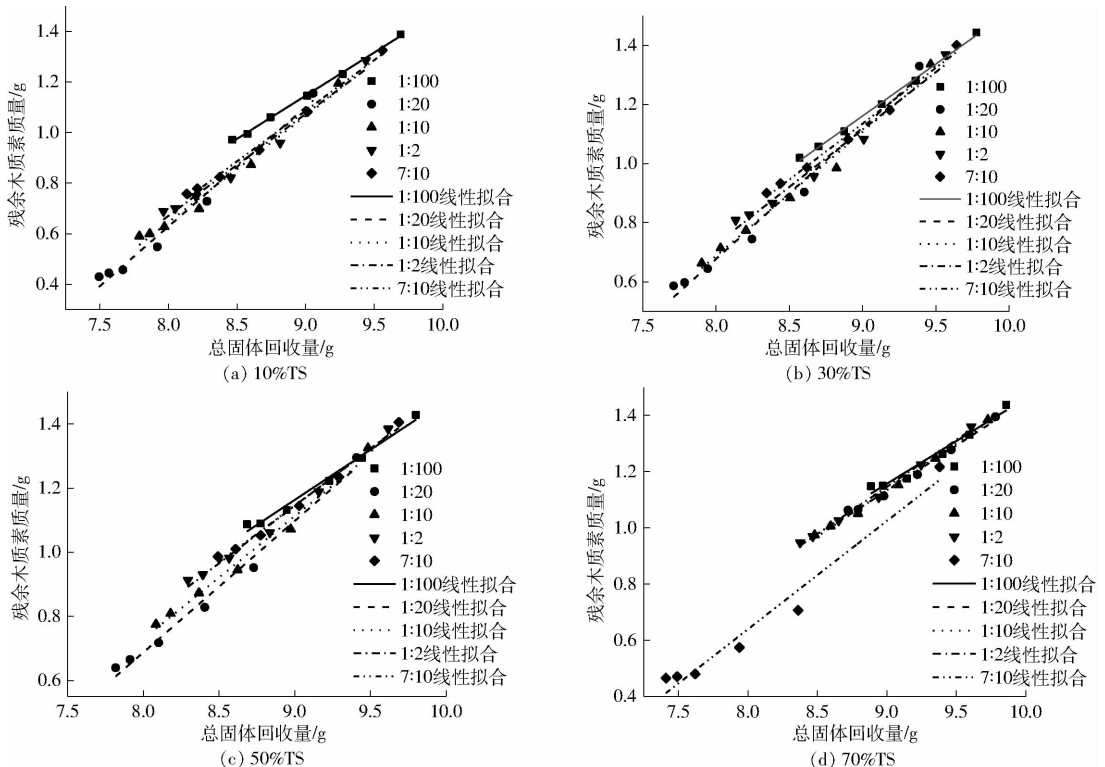 1.4
1.2
1.0
0.8
0.6
0.4
残余木质素质量/g
1∶100
1∶20
1∶10
1∶2
7∶10
1∶100线性拟合
1∶20线性拟合
1∶10线性拟合
1∶2线性拟合
7∶10线性拟合
7.5 8.0 8.5 9.0 9.5 10.0
总固体回收量/g
(a) 10%TS
1.4
1.2
1.0
0.8
0.6
残余木质素质量/g
1∶100
1∶20
1∶10
1∶2
7∶10
1∶100线性拟合
1∶20线性拟合
1∶10线性拟合
1∶2线性拟合
7∶10线性拟合
7.5 8.0 8.5 9.0 9.5 10.0
总固体回收量/g
(b) 30%TS
1.4
1.2
1.0
0.8
0.6
残余木质素质量/g
1∶100
1∶20
1∶10
1∶2
7∶10
1∶100线性拟合
1∶20线性拟合
1∶10线性拟合
1∶2线性拟合
7∶10线性拟合
7.5 8.0 8.5 9.0 9.5 10.0
总固体回收量/g
(c) 50%TS
1.4
1.2
1.0
0.8
0.6
0.4
残余木质素质量/g
1∶100
1∶20
1∶10
1∶2
7∶10
1∶100线性拟合
1∶20线性拟合
1∶10线性拟合
1∶2线性拟合
7∶10线性拟合
7.5 8.0 8.5 9.0 9.5 10.0
总固体回收量/g
(d) 70%TS